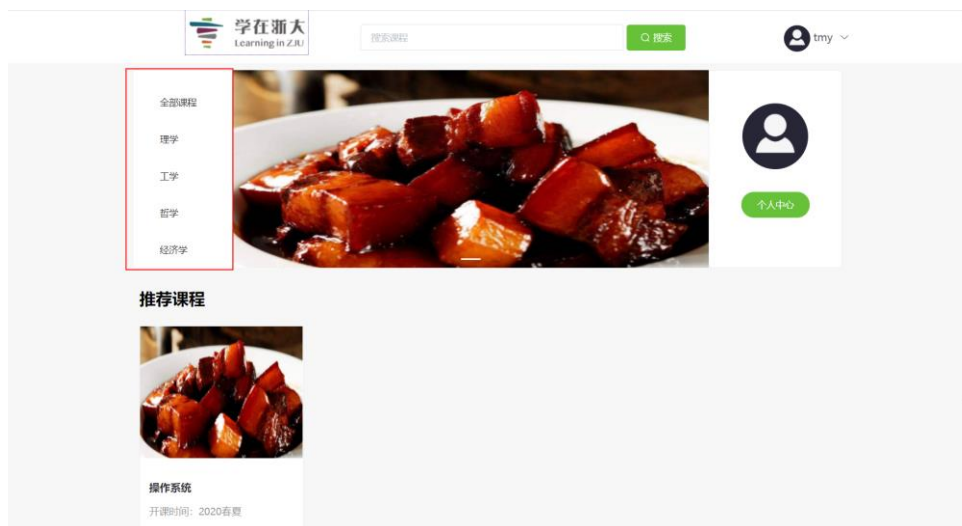 学在浙大
Learning in ZJU
搜索课程
搜索
tmy
全部课程
理学
工学
哲学
经济学
个人中心
推荐课程
操作系统
开课时间：2020春夏